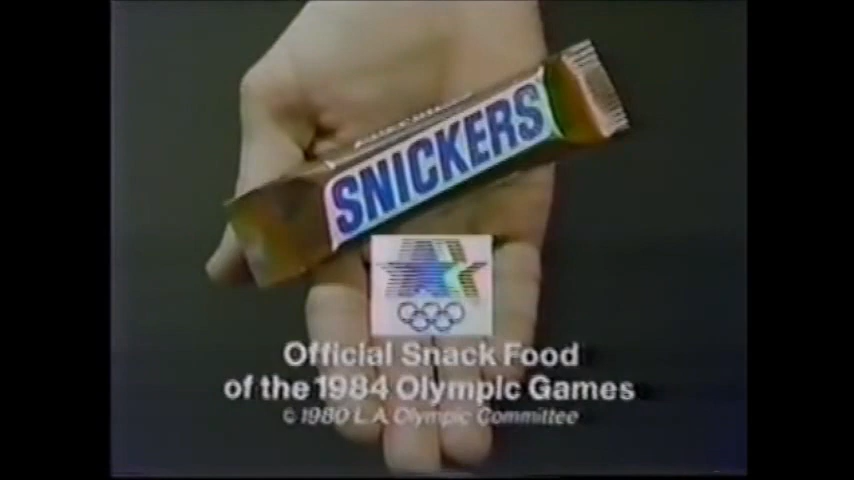 SNICKERS
Official Snack Food
of the 1984 Olympic Games
© 1980 L.A. Olympic Committee